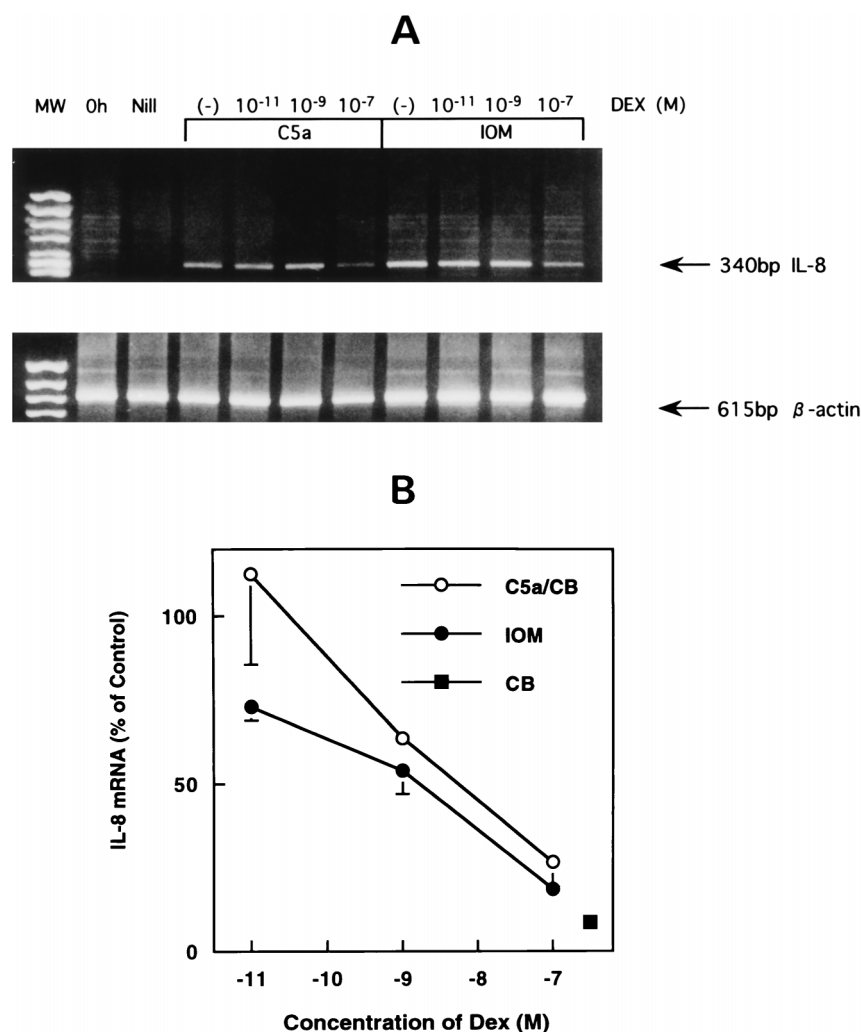 A
MW 0h Nill (-) 10-11 10-9 10-7 (-) 10-11 10-9 10-7 DEX (M)
C5a IOM
340bp IL-8
615bp β-actin
B
C5a/CB
IOM
CB
100
50
0
IL-8 mRNA (% of Control)
-11 -10 -9 -8 -7
Concentration of Dex (M)